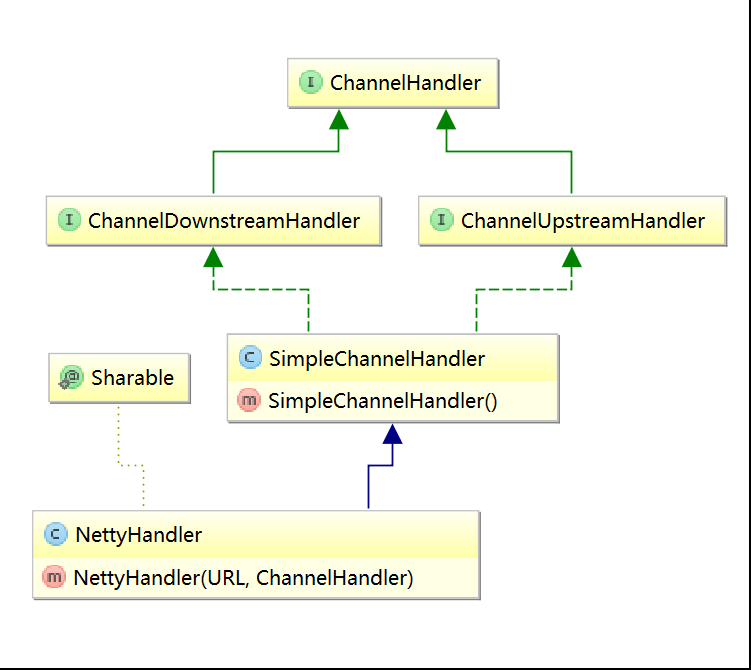 I ChannelHandler
I ChannelDownstreamHandler
I ChannelUpstreamHandler
C SimpleChannelHandler
m SimpleChannelHandler()
@ Sharable
C NettyHandler
m NettyHandler(URL, ChannelHandler)